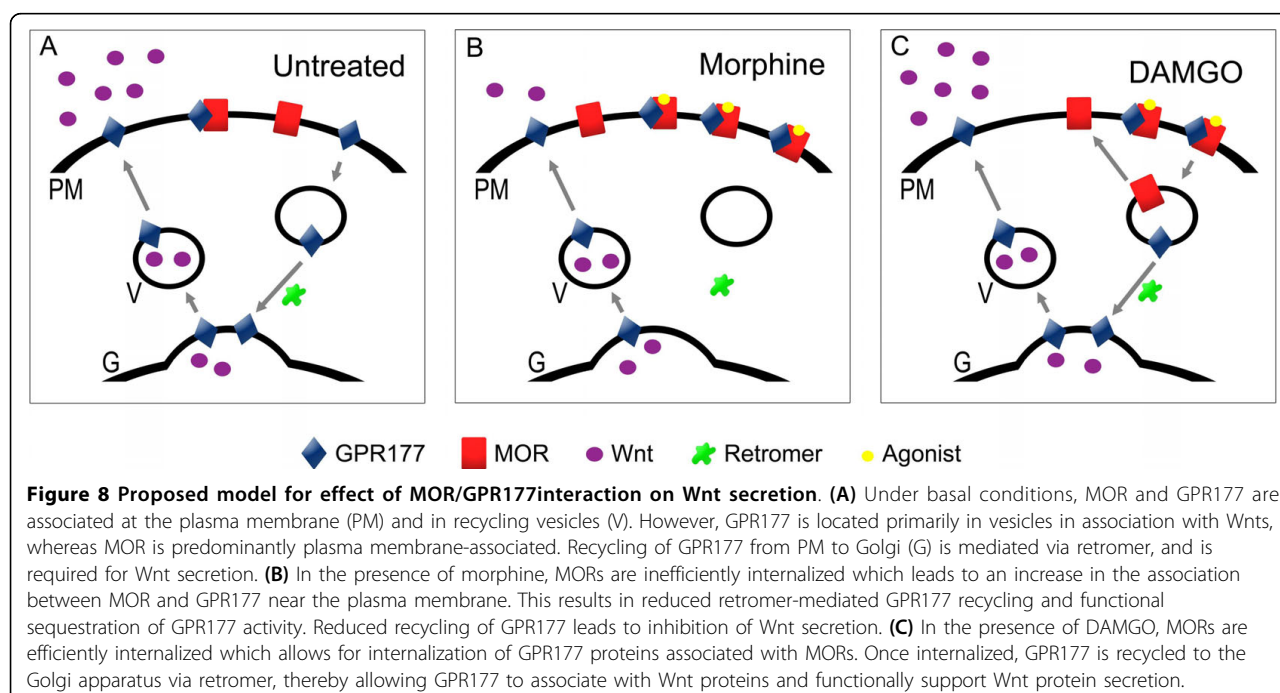 A
Untreated
PM
V
G
B
Morphine
PM
V
G
C
DAMGO
PM
V
G
GPR177 MOR Wnt Retromer Agonist
Figure 8 Proposed model for effect of MOR/GPR177interaction on Wnt secretion. (A) Under basal conditions, MOR and GPR177 are
associated at the plasma membrane (PM) and in recycling vesicles (V). However, GPR177 is located primarily in vesicles in association with Wnts,
whereas MOR is predominantly plasma membrane-associated. Recycling of GPR177 from PM to Golgi (G) is mediated via retromer, and is
required for Wnt secretion. (B) In the presence of morphine, MORs are inefficiently internalized which leads to an increase in the association
between MOR and GPR177 near the plasma membrane. This results in reduced retromer-mediated GPR177 recycling and functional
sequestration of GPR177 activity. Reduced recycling of GPR177 leads to inhibition of Wnt secretion. (C) In the presence of DAMGO, MORs are
efficiently internalized which allows for internalization of GPR177 proteins associated with MORs. Once internalized, GPR177 is recycled to the
Golgi apparatus via retromer, thereby allowing GPR177 to associate with Wnt proteins and functionally support Wnt protein secretion.